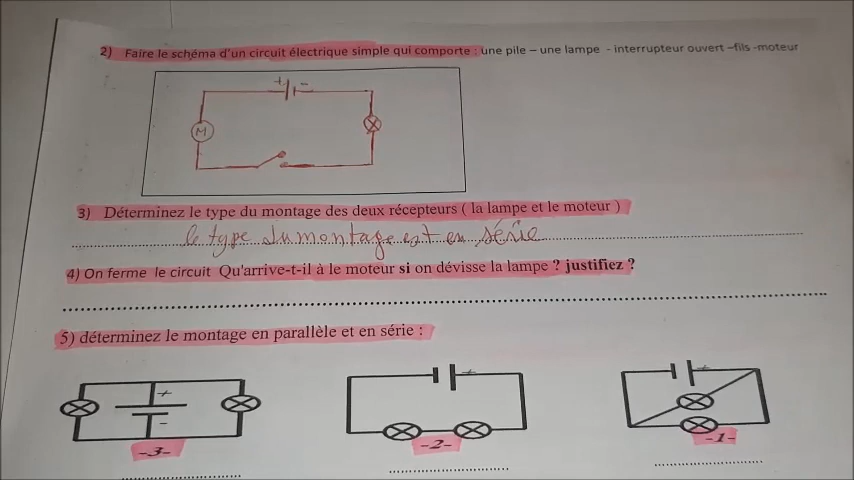 2) Faire le schéma d'un circuit électrique simple qui comporte : une pile – une lampe - interrupteur ouvert –fils -moteur
+ -
M
3) Déterminez le type du montage des deux récepteurs ( la lampe et le moteur )
le type du montage est en série
4) On ferme le circuit Qu'arrive-t-il à le moteur si on dévisse la lampe ? justifiez ?
5) déterminez le montage en parallèle et en série :
+ + +
-
-3- -2- -1-